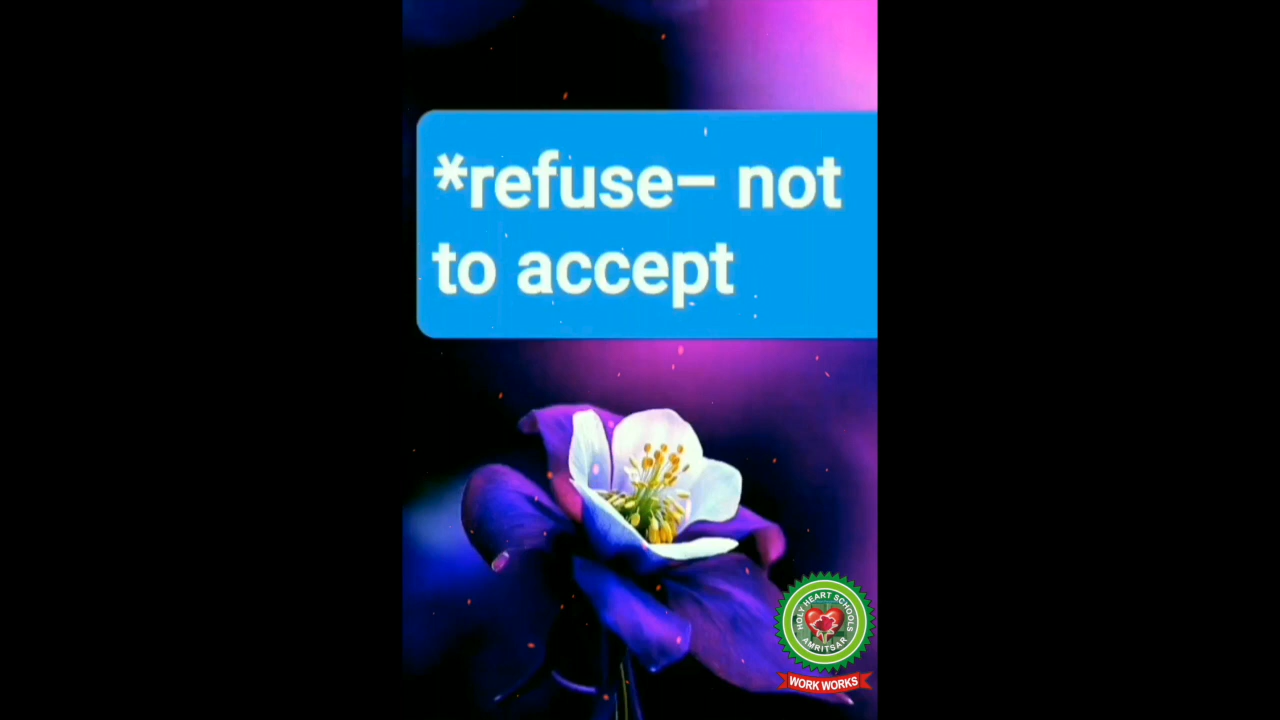 *refuse– not
to accept
HOLY HEART SCHOOLS
AMRITSAR
WORK WORKS